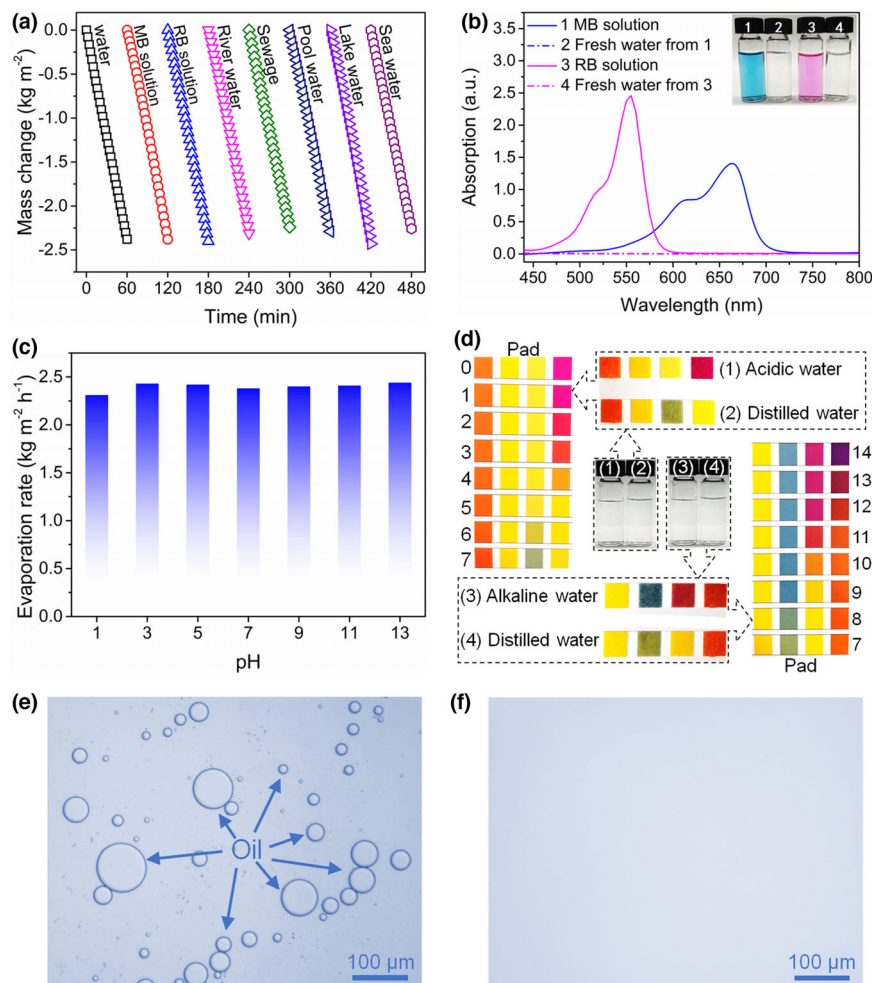 (a)
0.0
-0.5
-1.0
-1.5
-2.0
-2.5
Mass change (kg m-2)
water
MB solution
RB solution
River water
Sewage
Pool water
Lake water
Sea water
0 60 120 180 240 300 360 420 480
Time (min)
(b)
3.5
3.0
2.5
2.0
1.5
1.0
0.5
0.0
Absorption (a.u.)
1 MB solution
2 Fresh water from 1
3 RB solution
4 Fresh water from 3
1 2 3 4
450 500 550 600 650 700 750 800
Wavelength (nm)
(c)
3.0
2.5
2.0
1.5
1.0
0.5
0.0
Evaporation rate (kg m-2 h-1)
1 3 5 7 9 11 13
pH
(d)
Pad
0
1
2
3
4
5
6
7
(1) Acidic water
(2) Distilled water
(1) (2) (3) (4)
14
13
12
11
10
9
8
7
Pad
(3) Alkaline water
(4) Distilled water
(e)
Oil
100 µm
(f)
100 µm